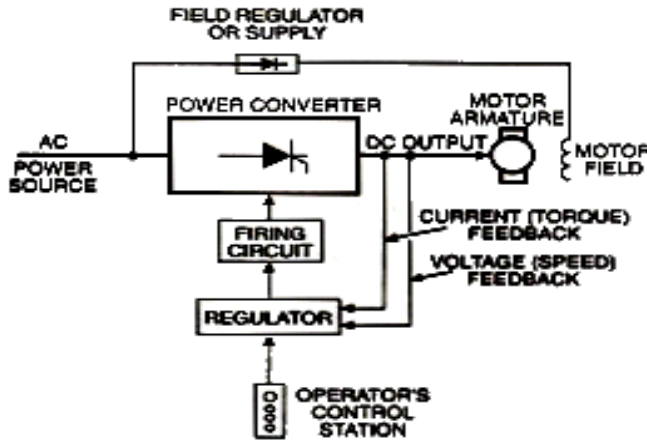 FIELD REGULATOR
OR SUPPLY
POWER CONVERTER
MOTOR
ARMATURE
AC
POWER
SOURCE
DC OUTPUT
MOTOR
FIELD
FIRING
CIRCUIT
CURRENT (TORQUE)
FEEDBACK
VOLTAGE (SPEED)
FEEDBACK
REGULATOR
OPERATOR'S
CONTROL
STATION